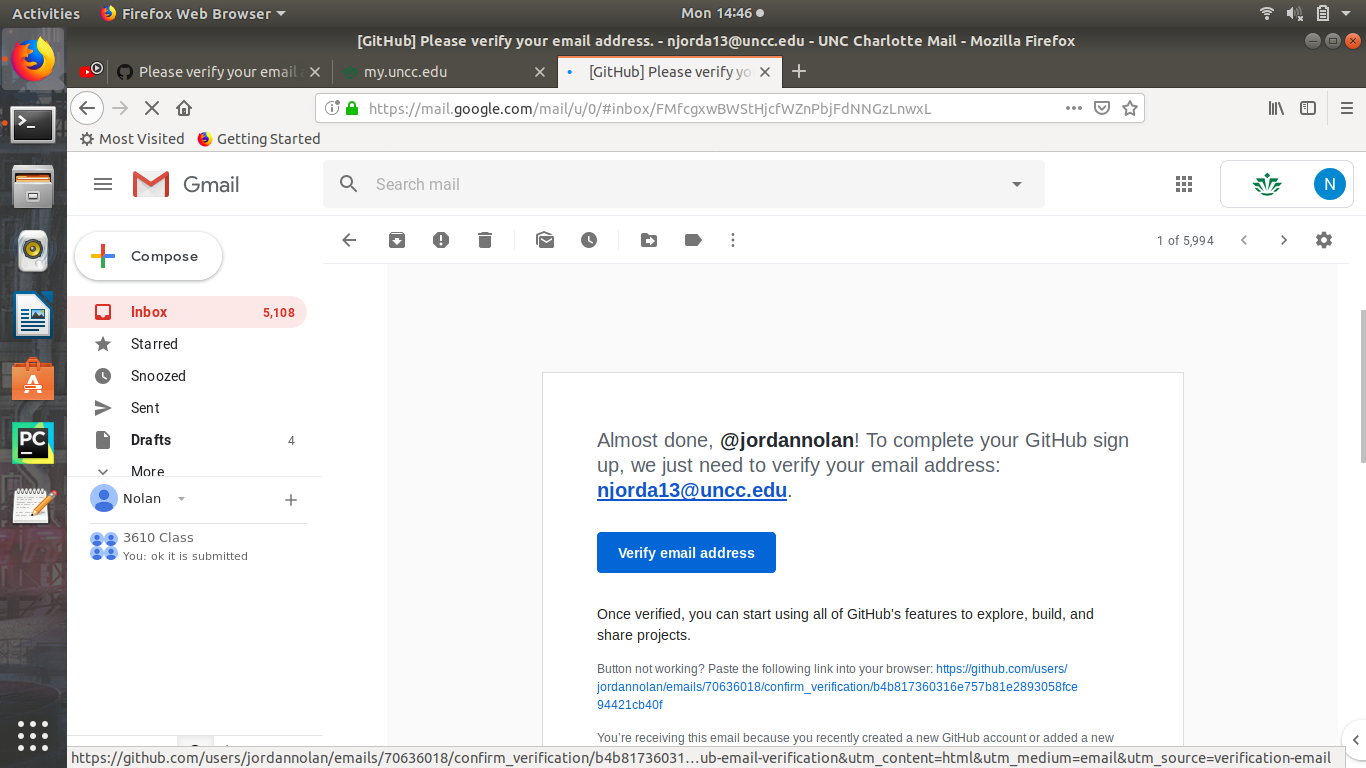 Activities
Firefox Web Browser
Mon 14:46
[GitHub] Please verify your email address. - njorda13@uncc.edu - UNC Charlotte Mail - Mozilla Firefox
Please verify your email
my.uncc.edu
[GitHub] Please verify yo
https://mail.google.com/mail/u/0/#inbox/FMfcgxwBWStHjcfWZnPbjFdNNGzLnwxL
Most Visited
Getting Started
Gmail
Search mail
N
Compose
1 of 5,994
Inbox 5,108
Starred
Snoozed
Sent
Drafts 4
More
Nolan
3610 Class
You: ok it is submitted
Almost done, @jordannolan! To complete your GitHub sign
up, we just need to verify your email address:
njorda13@uncc.edu.
Verify email address
Once verified, you can start using all of GitHub's features to explore, build, and
share projects.
Button not working? Paste the following link into your browser: https://github.com/users/
jordannolan/emails/70636018/confirm_verification/b4b817360316e757b81e2893058fce
94421cb40f
You're receiving this email because you recently created a new GitHub account or added a new
https://github.com/users/jordannolan/emails/70636018/confirm_verification/b4b81736031…ub-email-verification&utm_content=html&utm_medium=email&utm_source=verification-email
PC